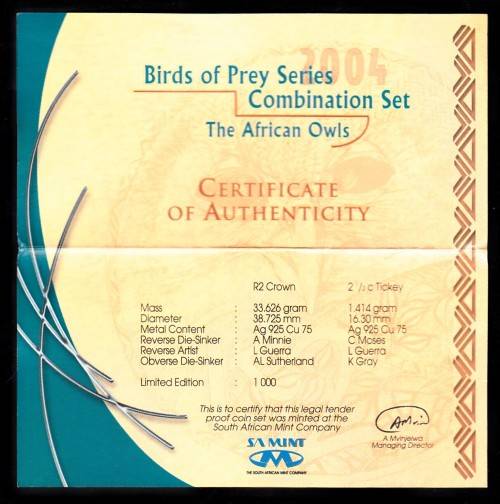 2004
Birds of Prey Series
Combination Set
The African Owls
CERTIFICATE
OF AUTHENTICITY
R2 Crown 2 ½ c Tickey
Mass : 33.626 gram 1.414 gram
Diameter : 38.725 mm 16.30 mm
Metal Content : Ag 925 Cu 75 Ag 925 Cu 75
Reverse Die-Sinker : A Minnie C Moses
Reverse Artist : L Guerra L Guerra
Obverse Die-Sinker : AL Sutherland K Gray
Limited Edition : 1 000
This is to certify that this legal tender
proof coin set was minted at the
South African Mint Company
SA MINT
THE SOUTH AFRICAN MINT COMPANY
A Mvinjelwa
Managing Director